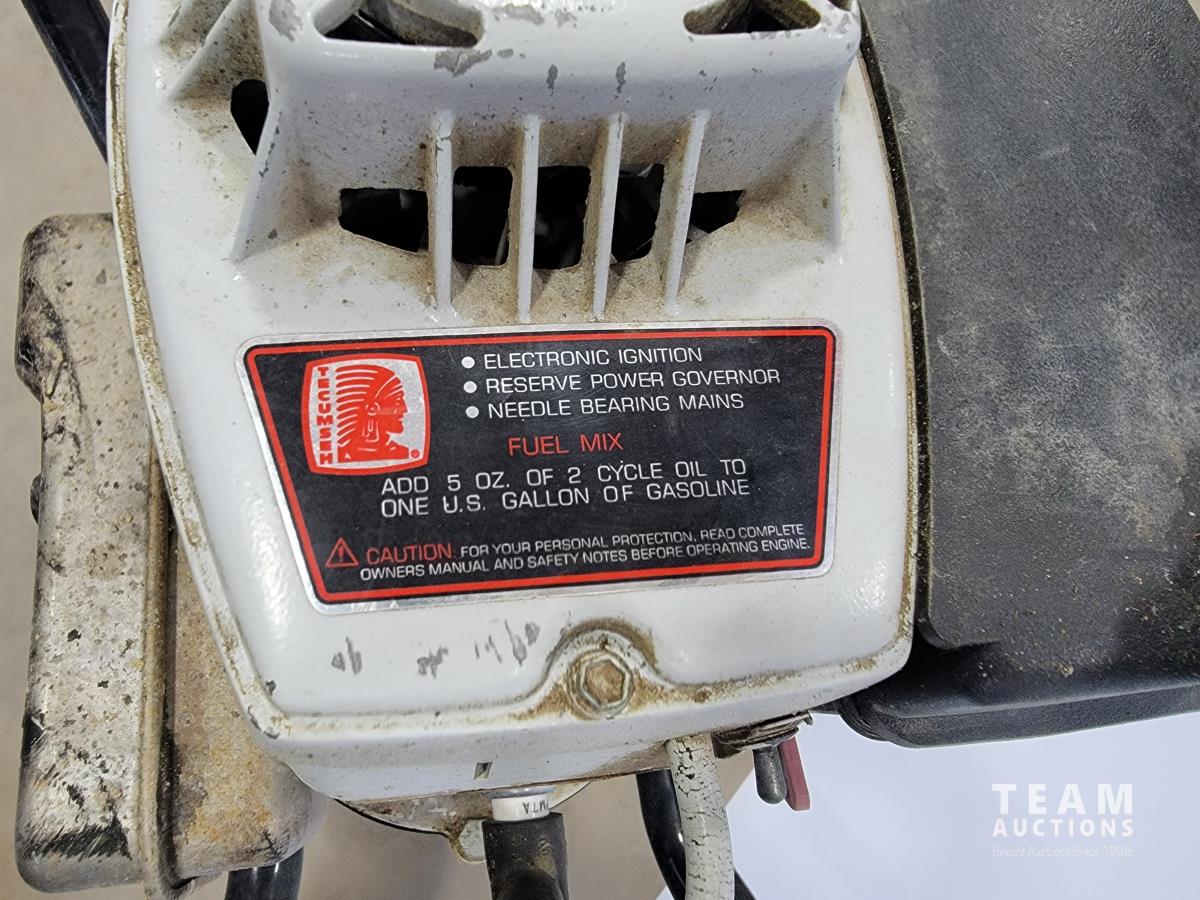 TECUMSEH
®
• ELECTRONIC IGNITION
• RESERVE POWER GOVERNOR
• NEEDLE BEARING MAINS
FUEL MIX
ADD 5 OZ. OF 2 CYCLE OIL TO
ONE U.S. GALLON OF GASOLINE
CAUTION: FOR YOUR PERSONAL PROTECTION, READ COMPLETE
OWNERS MANUAL AND SAFETY NOTES BEFORE OPERATING ENGINE.
TEAM
AUCTIONS
Sekura Auctions Since 1966